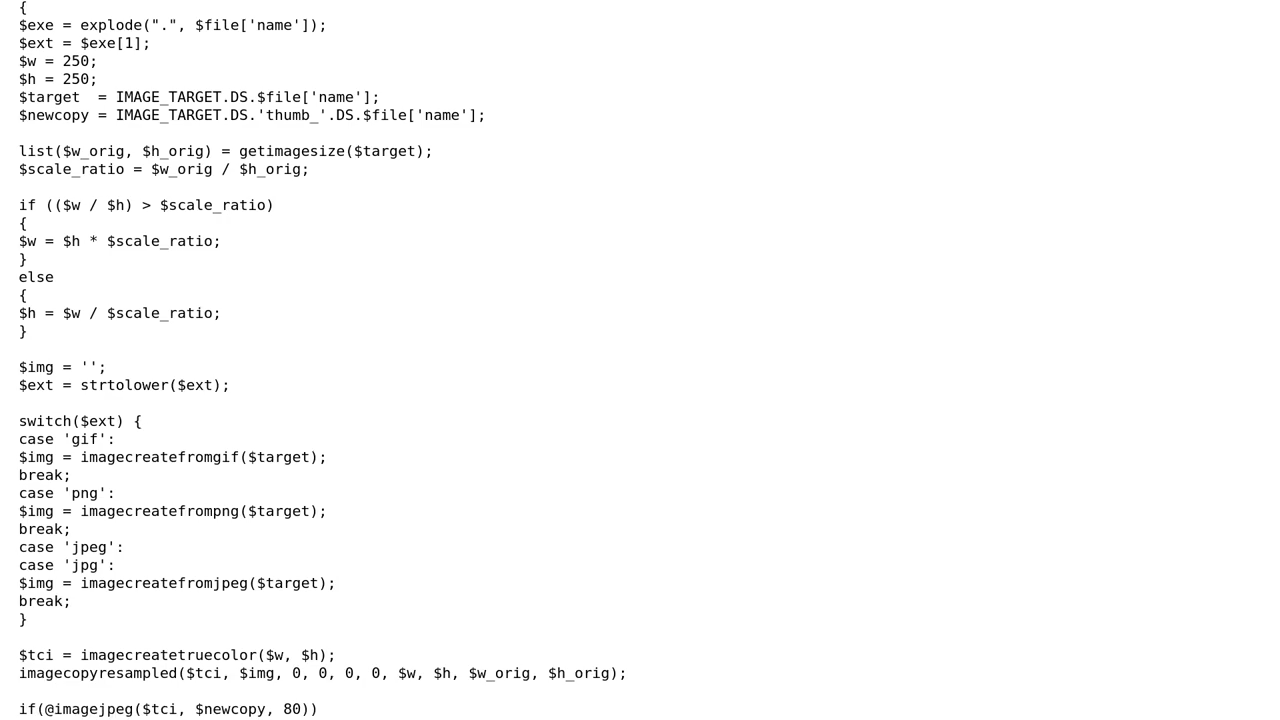 {
$exe = explode(".", $file['name']);
$ext = $exe[1];
$w = 250;
$h = 250;
$target  = IMAGE_TARGET.DS.$file['name'];
$newcopy = IMAGE_TARGET.DS.'thumb_'.DS.$file['name'];

list($w_orig, $h_orig) = getimagesize($target);
$scale_ratio = $w_orig / $h_orig;

if (($w / $h) > $scale_ratio)
{
$w = $h * $scale_ratio;
}
else
{
$h = $w / $scale_ratio;
}

$img = '';
$ext = strtolower($ext);

switch($ext) {
case 'gif':
$img = imagecreatefromgif($target);
break;
case 'png':
$img = imagecreatefrompng($target);
break;
case 'jpeg':
case 'jpg':
$img = imagecreatefromjpeg($target);
break;
}

$tci = imagecreatetruecolor($w, $h);
imagecopyresampled($tci, $img, 0, 0, 0, 0, $w, $h, $w_orig, $h_orig);

if(@imagejpeg($tci, $newcopy, 80))